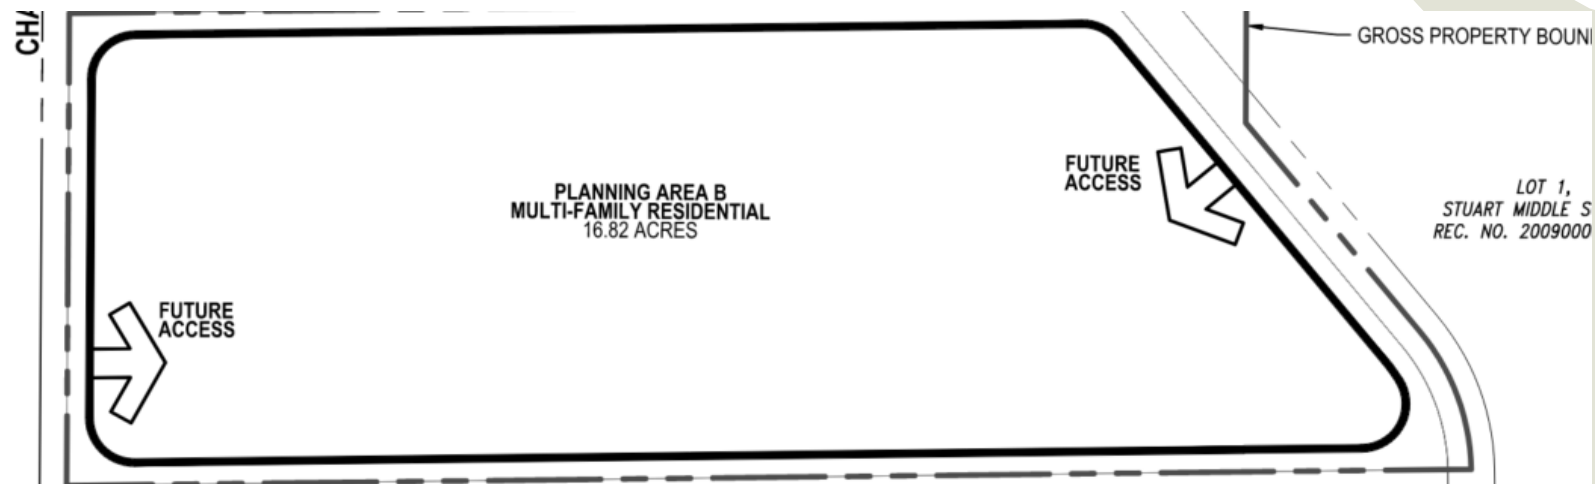 CHA
GROSS PROPERTY BOUN
FUTURE
ACCESS
PLANNING AREA B
MULTI-FAMILY RESIDENTIAL
16.82 ACRES
LOT 1,
STUART MIDDLE S
REC. NO. 2009000
FUTURE
ACCESS